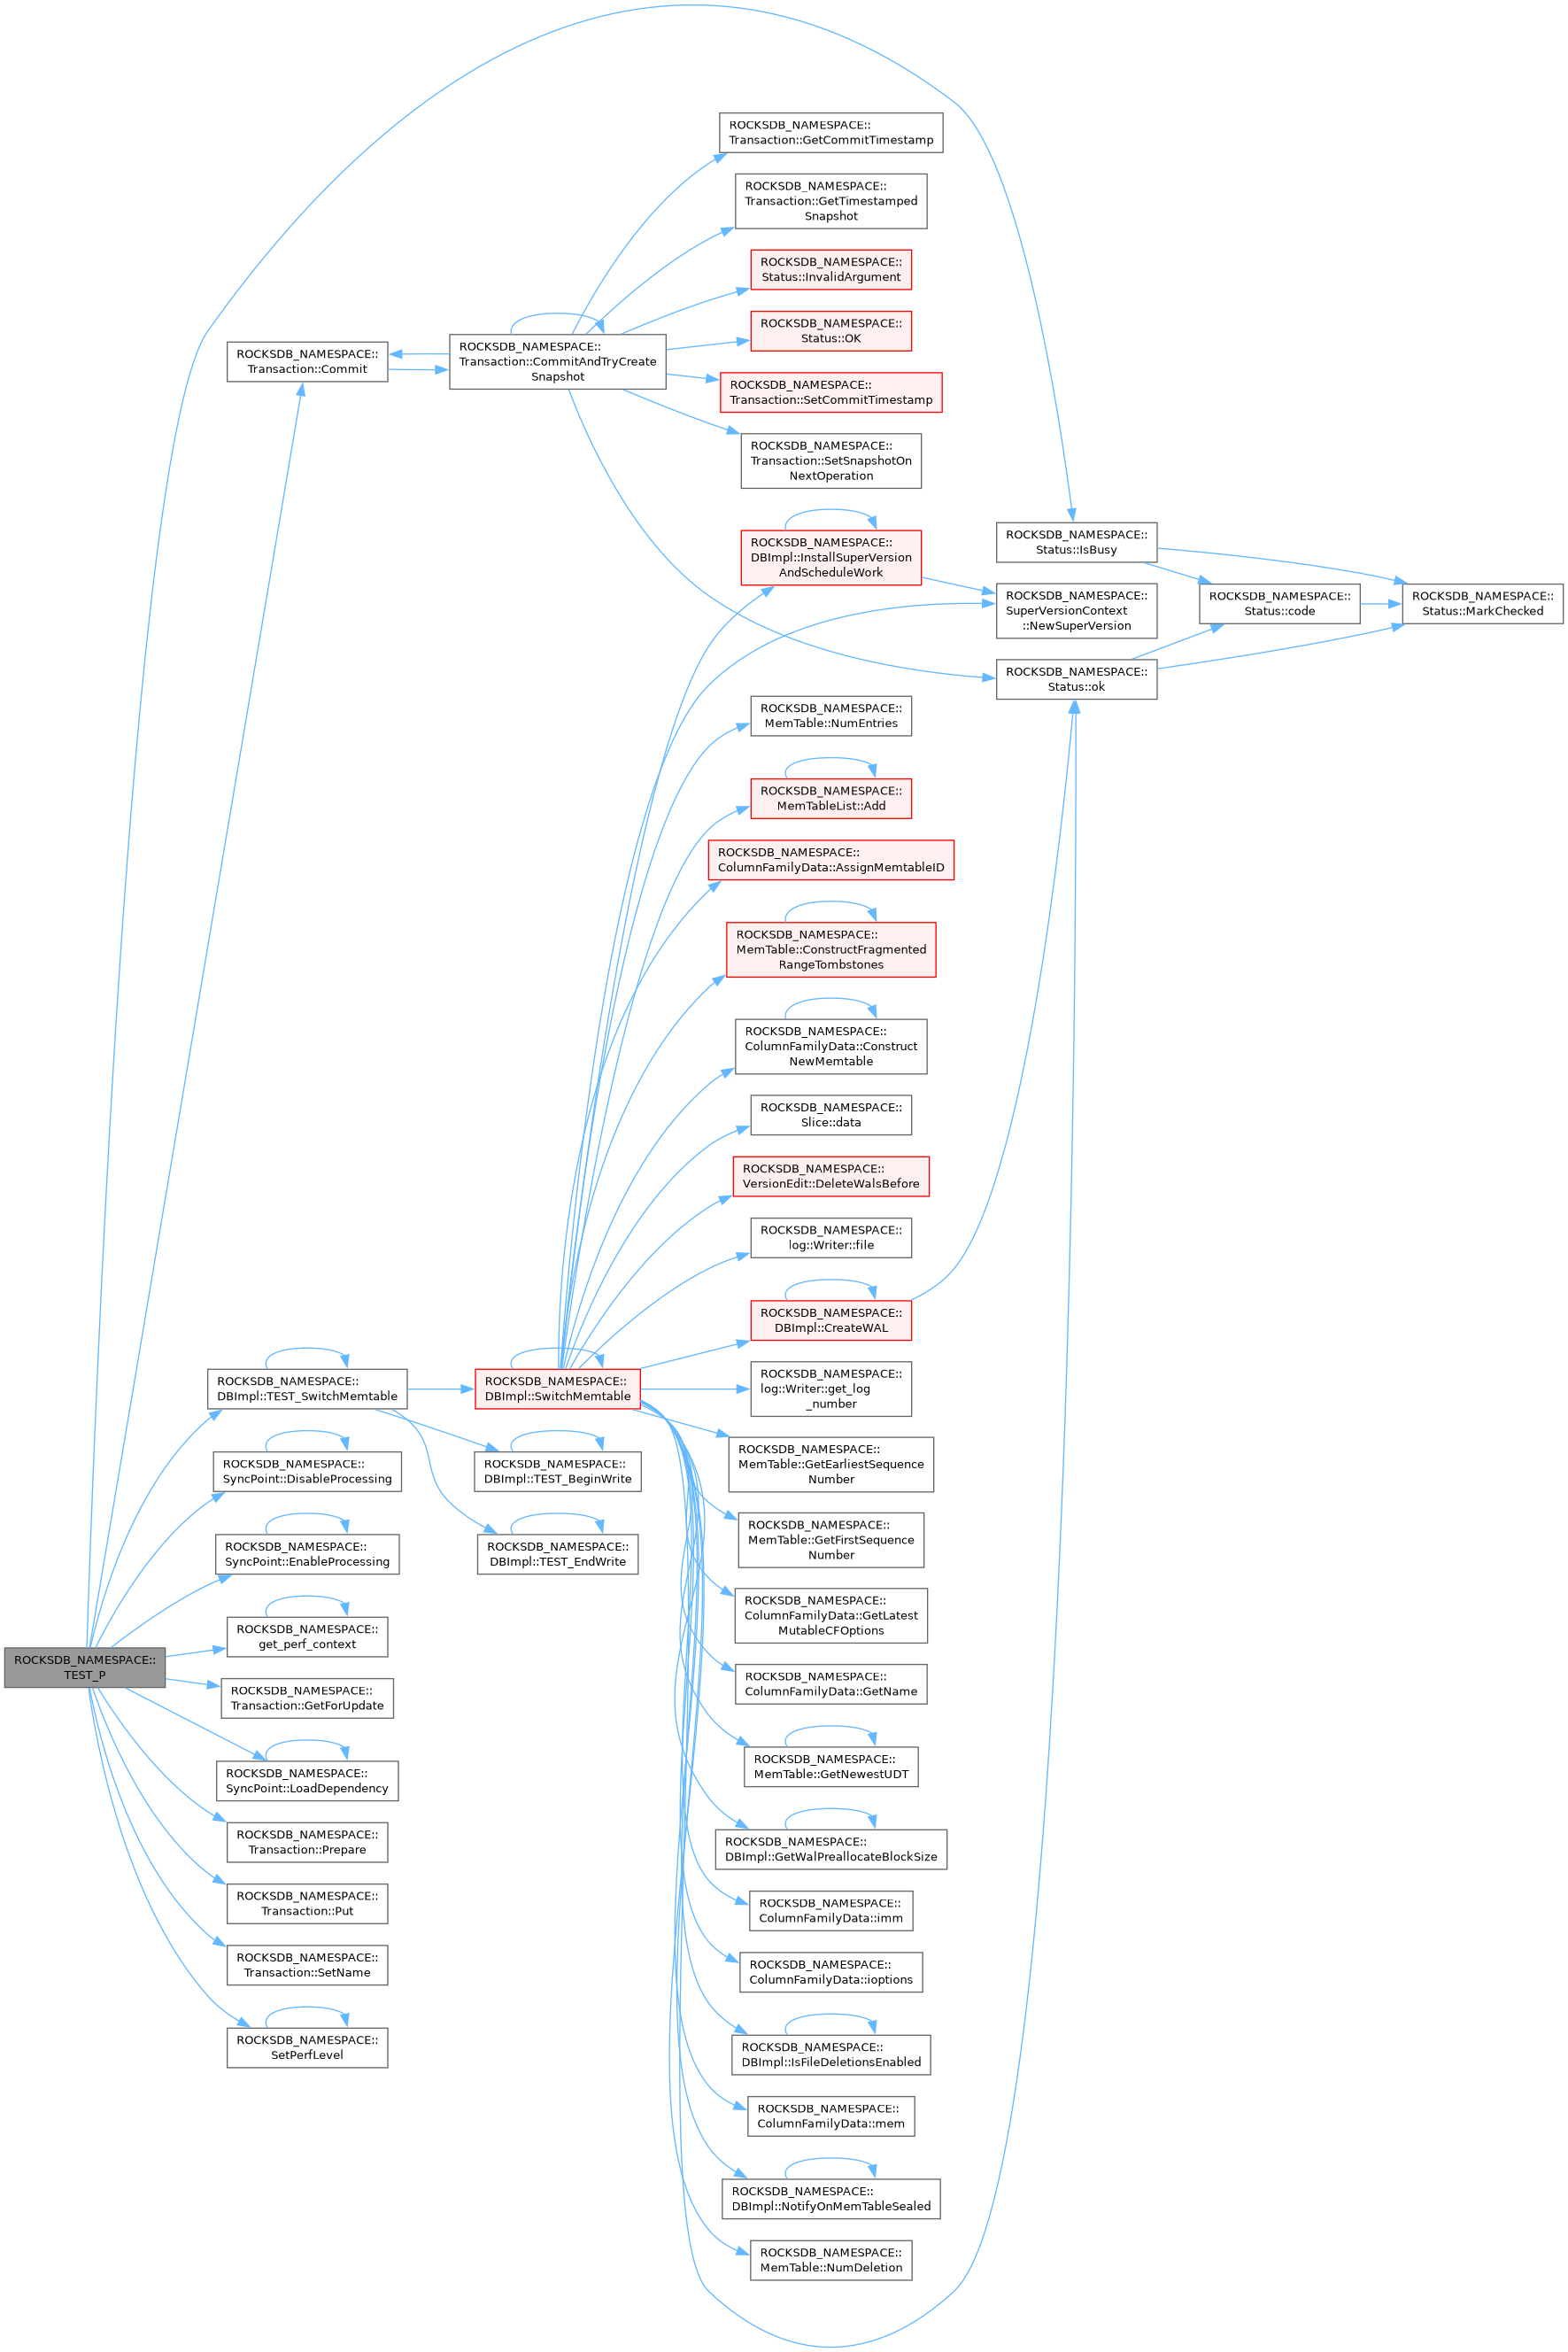 ROCKSDB_NAMESPACE::
TEST_P
ROCKSDB_NAMESPACE::
Transaction::Commit
ROCKSDB_NAMESPACE::
DBImpl::TEST_SwitchMemtable
ROCKSDB_NAMESPACE::
SyncPoint::DisableProcessing
ROCKSDB_NAMESPACE::
SyncPoint::EnableProcessing
ROCKSDB_NAMESPACE::
get_perf_context
ROCKSDB_NAMESPACE::
Transaction::GetForUpdate
ROCKSDB_NAMESPACE::
SyncPoint::LoadDependency
ROCKSDB_NAMESPACE::
Transaction::Prepare
ROCKSDB_NAMESPACE::
Transaction::Put
ROCKSDB_NAMESPACE::
Transaction::SetName
ROCKSDB_NAMESPACE::
SetPerfLevel
ROCKSDB_NAMESPACE::
Transaction::CommitAndTryCreate
Snapshot
ROCKSDB_NAMESPACE::
DBImpl::SwitchMemtable
ROCKSDB_NAMESPACE::
DBImpl::TEST_BeginWrite
ROCKSDB_NAMESPACE::
DBImpl::TEST_EndWrite
ROCKSDB_NAMESPACE::
Transaction::GetCommitTimestamp
ROCKSDB_NAMESPACE::
Transaction::GetTimestamped
Snapshot
ROCKSDB_NAMESPACE::
Status::InvalidArgument
ROCKSDB_NAMESPACE::
Status::OK
ROCKSDB_NAMESPACE::
Transaction::SetCommitTimestamp
ROCKSDB_NAMESPACE::
Transaction::SetSnapshotOn
NextOperation
ROCKSDB_NAMESPACE::
DBImpl::InstallSuperVersion
AndScheduleWork
ROCKSDB_NAMESPACE::
MemTable::NumEntries
ROCKSDB_NAMESPACE::
MemTableList::Add
ROCKSDB_NAMESPACE::
ColumnFamilyData::AssignMemtableID
ROCKSDB_NAMESPACE::
MemTable::ConstructFragmented
RangeTombstones
ROCKSDB_NAMESPACE::
ColumnFamilyData::Construct
NewMemtable
ROCKSDB_NAMESPACE::
Slice::data
ROCKSDB_NAMESPACE::
VersionEdit::DeleteWalsBefore
ROCKSDB_NAMESPACE::
log::Writer::file
ROCKSDB_NAMESPACE::
DBImpl::CreateWAL
ROCKSDB_NAMESPACE::
log::Writer::get_log
_number
ROCKSDB_NAMESPACE::
MemTable::GetEarliestSequence
Number
ROCKSDB_NAMESPACE::
MemTable::GetFirstSequence
Number
ROCKSDB_NAMESPACE::
ColumnFamilyData::GetLatest
MutableCFOptions
ROCKSDB_NAMESPACE::
ColumnFamilyData::GetName
ROCKSDB_NAMESPACE::
MemTable::GetNewestUDT
ROCKSDB_NAMESPACE::
DBImpl::GetWalPreallocateBlockSize
ROCKSDB_NAMESPACE::
ColumnFamilyData::imm
ROCKSDB_NAMESPACE::
ColumnFamilyData::ioptions
ROCKSDB_NAMESPACE::
DBImpl::IsFileDeletionsEnabled
ROCKSDB_NAMESPACE::
ColumnFamilyData::mem
ROCKSDB_NAMESPACE::
DBImpl::NotifyOnMemTableSealed
ROCKSDB_NAMESPACE::
MemTable::NumDeletion
ROCKSDB_NAMESPACE::
Status::IsBusy
ROCKSDB_NAMESPACE::
SuperVersionContext
::NewSuperVersion
ROCKSDB_NAMESPACE::
Status::ok
ROCKSDB_NAMESPACE::
Status::code
ROCKSDB_NAMESPACE::
Status::MarkChecked